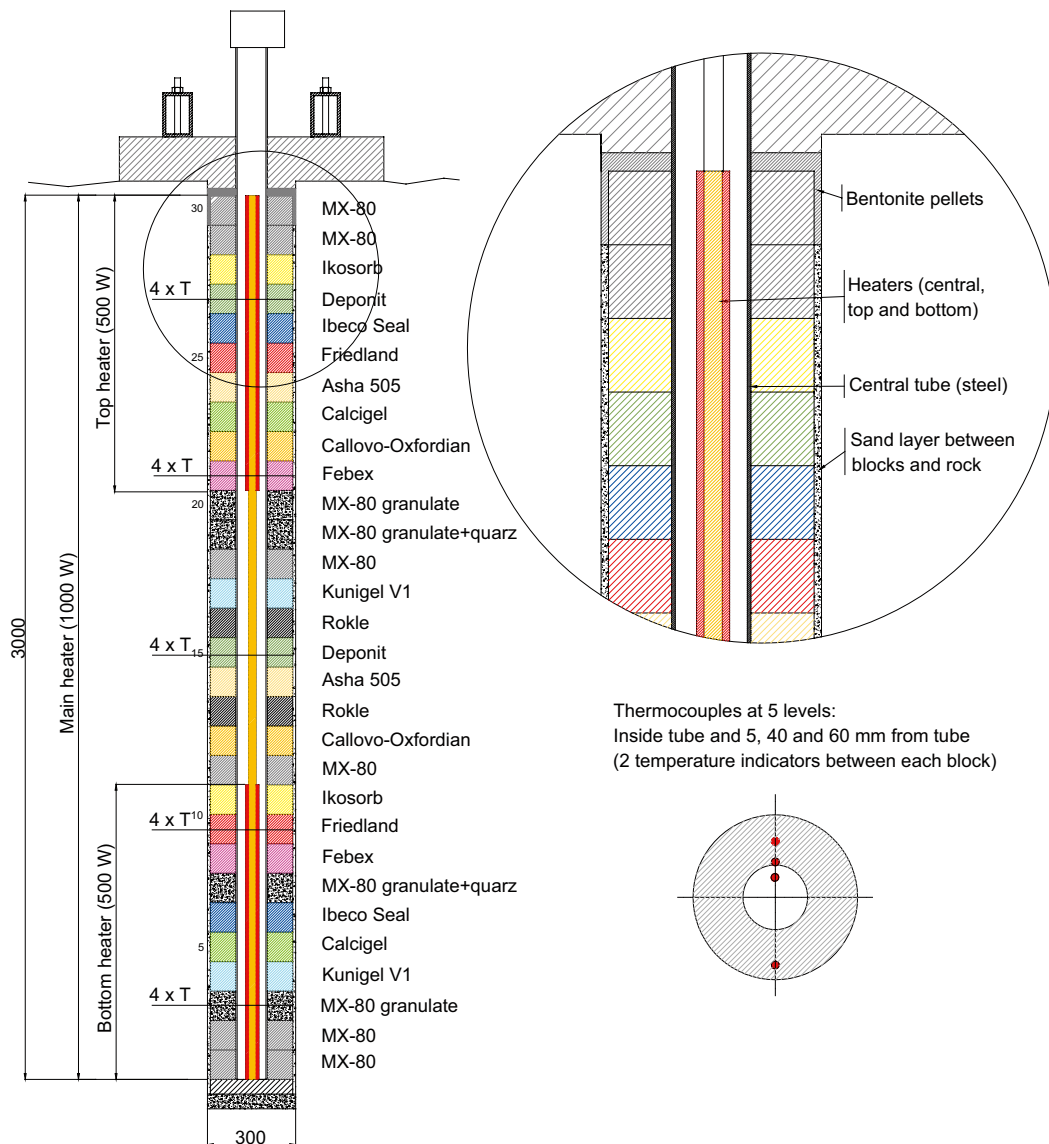 30
MX-80
MX-80
Ikosorb
4 x T
Deponit
Ibeco Seal
25
Friedland
Asha 505
Calcigel
Callovo-Oxfordian
4 x T
Febex
20
MX-80 granulate
MX-80 granulate+quarz
MX-80
Kunigel V1
Rokle
4 x T
15
Deponit
Asha 505
Rokle
Callovo-Oxfordian
MX-80
Ikosorb
4 x T
10
Friedland
Febex
MX-80 granulate+quarz
Ibeco Seal
5
Calcigel
Kunigel V1
4 x T
MX-80 granulate
MX-80
MX-80
300
3000
Main heater (1000 W)
Top heater (500 W)
Bottom heater (500 W)
Bentonite pellets
Heaters (central,
top and bottom)
Central tube (steel)
Sand layer between
blocks and rock
Thermocouples at 5 levels:
Inside tube and 5, 40 and 60 mm from tube
(2 temperature indicators between each block)